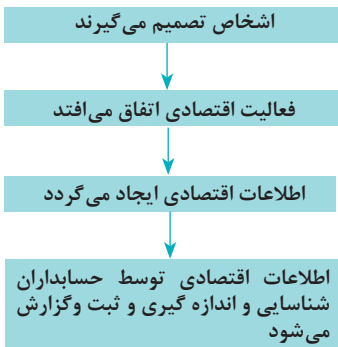 اشخاص تصمیم می‌گیرند
فعالیت اقتصادی اتفاق می‌افتد
اطلاعات اقتصادی ایجاد می‌گردد
اطلاعات اقتصادی توسط حسابداران
شناسایی و اندازه گیری و ثبت وگزارش
می‌شود